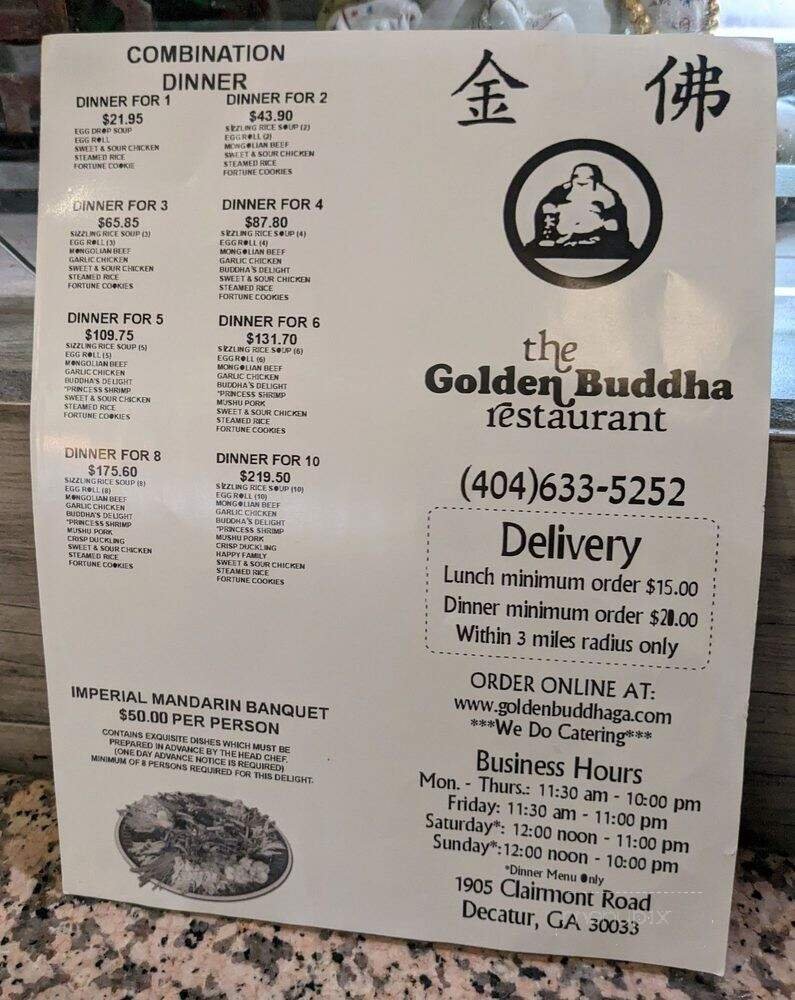 COMBINATION
DINNER
DINNER FOR 1
$21.95
EGG DROP SOUP
EGG ROLL
SWEET & SOUR CHICKEN
STEAMED RICE
FORTUNE COOKIE
DINNER FOR 2
$43.90
SIZZLING RICE SOUP (2)
EGG ROLL (2)
MONGOLIAN BEEF
SWEET & SOUR CHICKEN
STEAMED RICE
FORTUNE COOKIES
DINNER FOR 3
$65.85
SIZZLING RICE SOUP (3)
EGG ROLL (3)
MONGOLIAN BEEF
GARLIC CHICKEN
SWEET & SOUR CHICKEN
STEAMED RICE
FORTUNE COOKIES
DINNER FOR 4
$87.80
SIZZLING RICE SOUP (4)
EGG ROLL (4)
MONGOLIAN BEEF
GARLIC CHICKEN
BUDDHA'S DELIGHT
SWEET & SOUR CHICKEN
STEAMED RICE
FORTUNE COOKIES
DINNER FOR 5
$109.75
SIZZLING RICE SOUP (5)
EGG ROLL (5)
MONGOLIAN BEEF
GARLIC CHICKEN
BUDDHA'S DELIGHT
*PRINCESS SHRIMP
SWEET & SOUR CHICKEN
STEAMED RICE
FORTUNE COOKIES
DINNER FOR 6
$131.70
SIZZLING RICE SOUP (6)
EGG ROLL (6)
MONGOLIAN BEEF
GARLIC CHICKEN
BUDDHA'S DELIGHT
*PRINCESS SHRIMP
MUSHU PORK
SWEET & SOUR CHICKEN
STEAMED RICE
FORTUNE COOKIES
DINNER FOR 8
$175.60
SIZZLING RICE SOUP (8)
EGG ROLL (8)
MONGOLIAN BEEF
GARLIC CHICKEN
BUDDHA'S DELIGHT
*PRINCESS SHRIMP
MUSHU PORK
CRISP DUCKLING
SWEET & SOUR CHICKEN
STEAMED RICE
FORTUNE COOKIES
DINNER FOR 10
$219.50
SIZZLING RICE SOUP (10)
EGG ROLL (10)
MONGOLIAN BEEF
GARLIC CHICKEN
BUDDHA'S DELIGHT
*PRINCESS SHRIMP
MUSHU PORK
CRISP DUCKLING
HAPPY FAMILY
SWEET & SOUR CHICKEN
STEAMED RICE
FORTUNE COOKIES
IMPERIAL MANDARIN BANQUET
$50.00 PER PERSON
CONTAINS EXQUISITE DISHES WHICH MUST BE
PREPARED IN ADVANCE BY THE HEAD CHEF.
(ONE DAY ADVANCE NOTICE IS REQUIRED)
MINIMUM OF 8 PERSONS REQUIRED FOR THIS DELIGHT.
金 佛
the
Golden Buddha
restaurant
(404)633-5252
Delivery
Lunch minimum order $15.00
Dinner minimum order $20.00
Within 3 miles radius only
ORDER ONLINE AT:
www.goldenbuddhaga.com
***We Do Catering***
Business Hours
Mon. - Thurs.: 11:30 am - 10:00 pm
Friday: 11:30 am - 11:00 pm
Saturday*: 12:00 noon - 11:00 pm
Sunday*:12:00 noon - 10:00 pm
*Dinner Menu Only
1905 Clairmont Road
Decatur, GA 30033
menupix